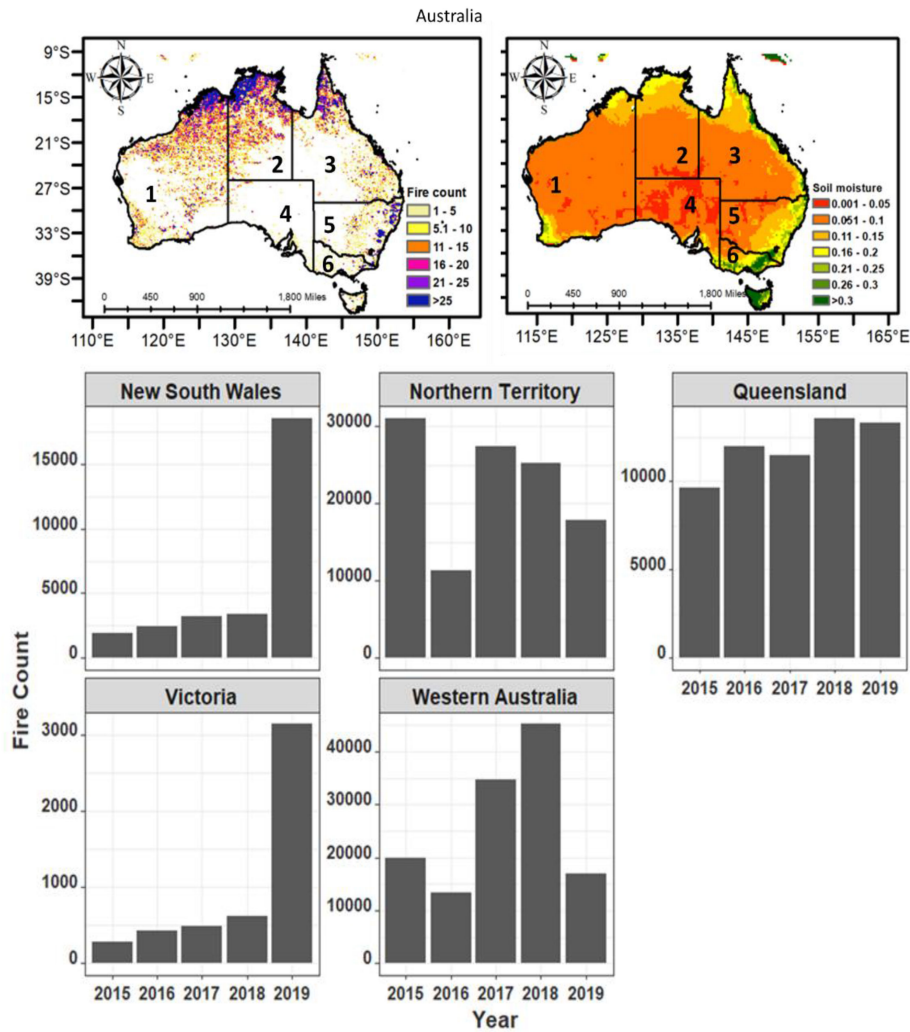 Australia
N
W E
S
9°S
15°S
21°S
27°S
33°S
39°S
1
2
3
4
5
6
Fire count
1 - 5
5.1 - 10
11 - 15
16 - 20
21 - 25
>25
0 450 900 1,800 Miles
110°E 120°E 130°E 140°E 150°E 160°E
N
W E
S
1
2
3
4
5
6
Soil moisture
0.001 - 0.05
0.051 - 0.1
0.11 - 0.15
0.16 - 0.2
0.21 - 0.25
0.26 - 0.3
>0.3
0 450 900 1,800 Miles
115°E 125°E 135°E 145°E 155°E 165°E
Fire Count
New South Wales
15000
10000
5000
0
Northern Territory
30000
20000
10000
0
Queensland
10000
5000
0
2015 2016 2017 2018 2019
Victoria
3000
2000
1000
0
2015 2016 2017 2018 2019
Western Australia
40000
30000
20000
10000
0
2015 2016 2017 2018 2019
Year